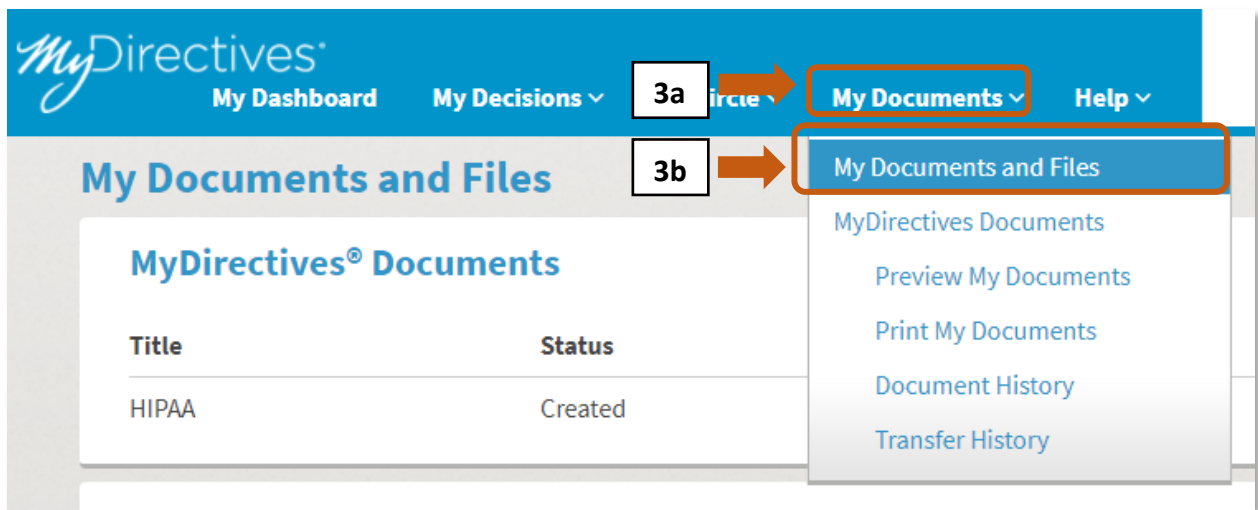 MyDirectives®
My Dashboard My Decisions 3a ircle My Documents Help
My Documents and Files 3b My Documents and Files
MyDirectives Documents
MyDirectives® Documents
Preview My Documents
Title Status Print My Documents
HIPAA Created Document History
Transfer History